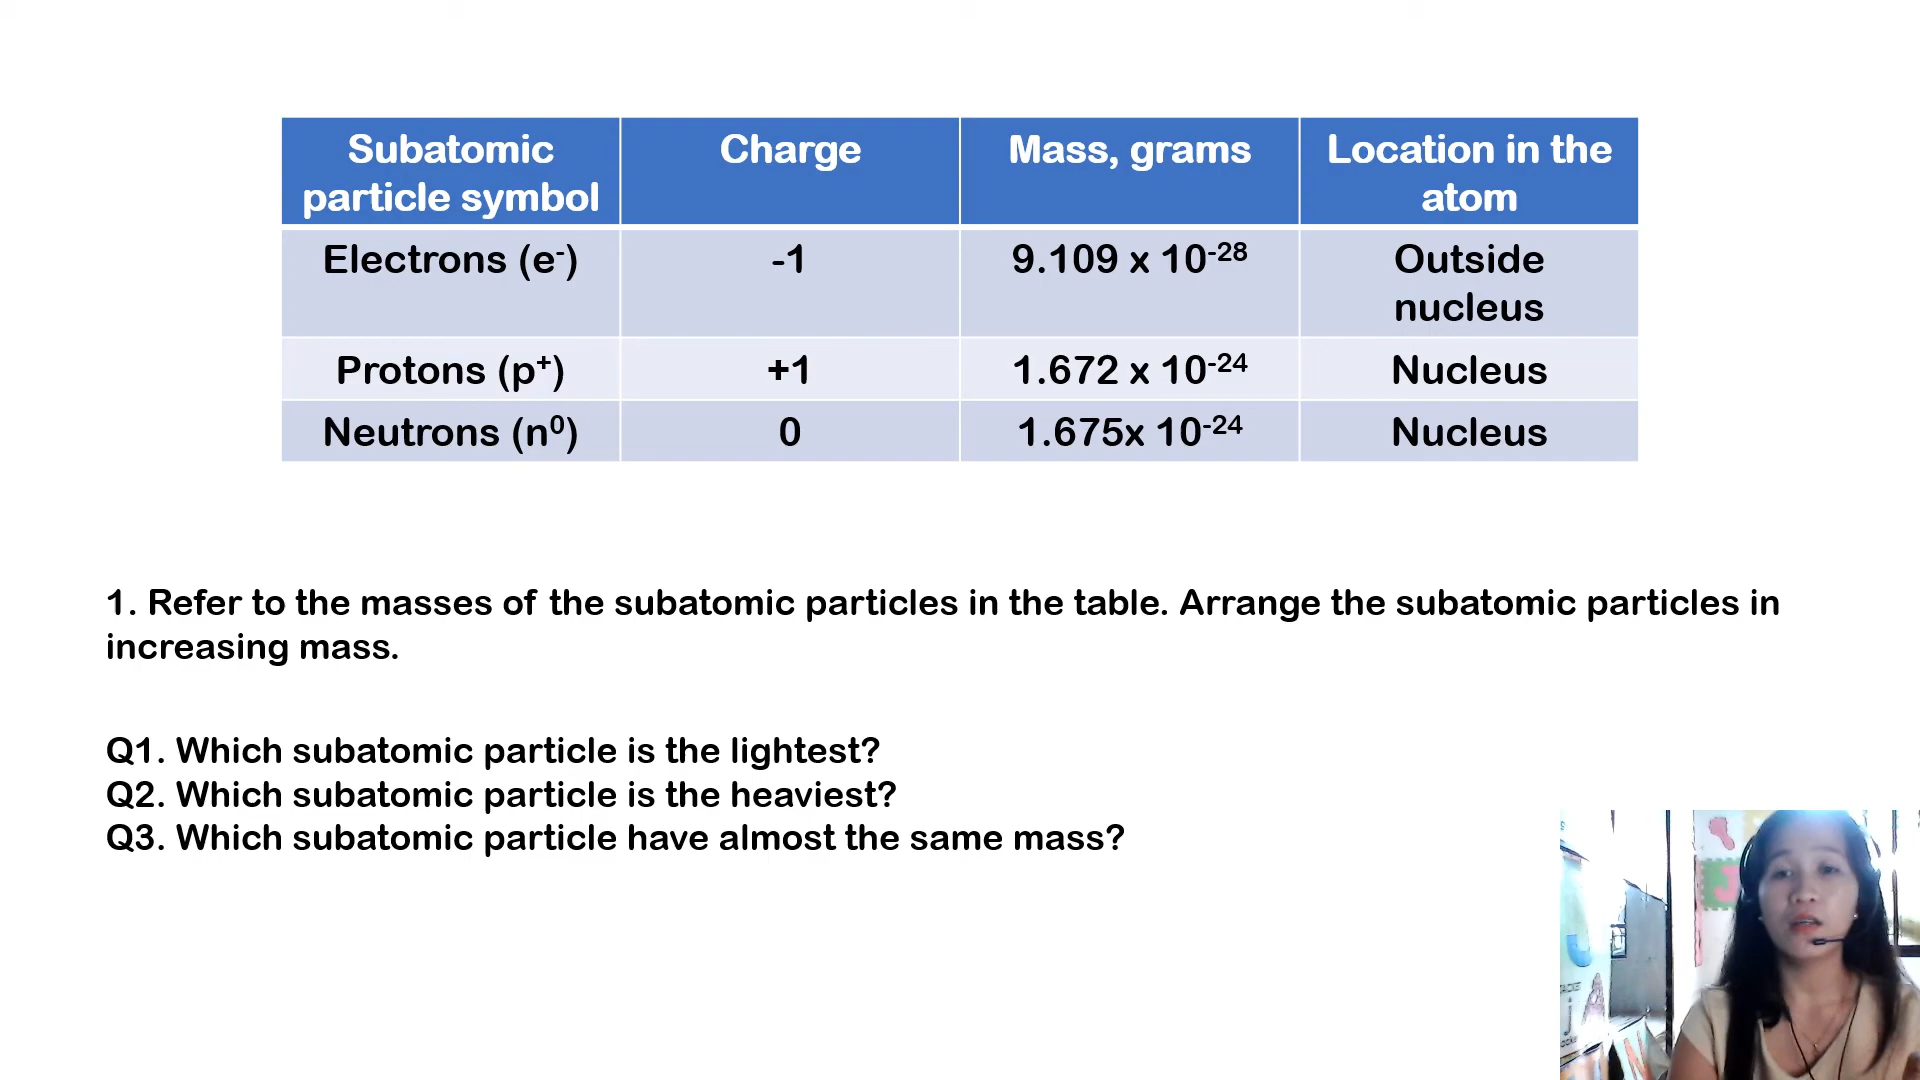 Subatomic particle symbol
Charge
Mass, grams
Location in the atom
Electrons (e⁻)
-1
9.109 x 10⁻²⁸
Outside nucleus
Protons (p⁺)
+1
1.672 x 10⁻²⁴
Nucleus
Neutrons (n⁰)
0
1.675x 10⁻²⁴
Nucleus
1. Refer to the masses of the subatomic particles in the table. Arrange the subatomic particles in
increasing mass.
Q1. Which subatomic particle is the lightest?
Q2. Which subatomic particle is the heaviest?
Q3. Which subatomic particle have almost the same mass?
J
j